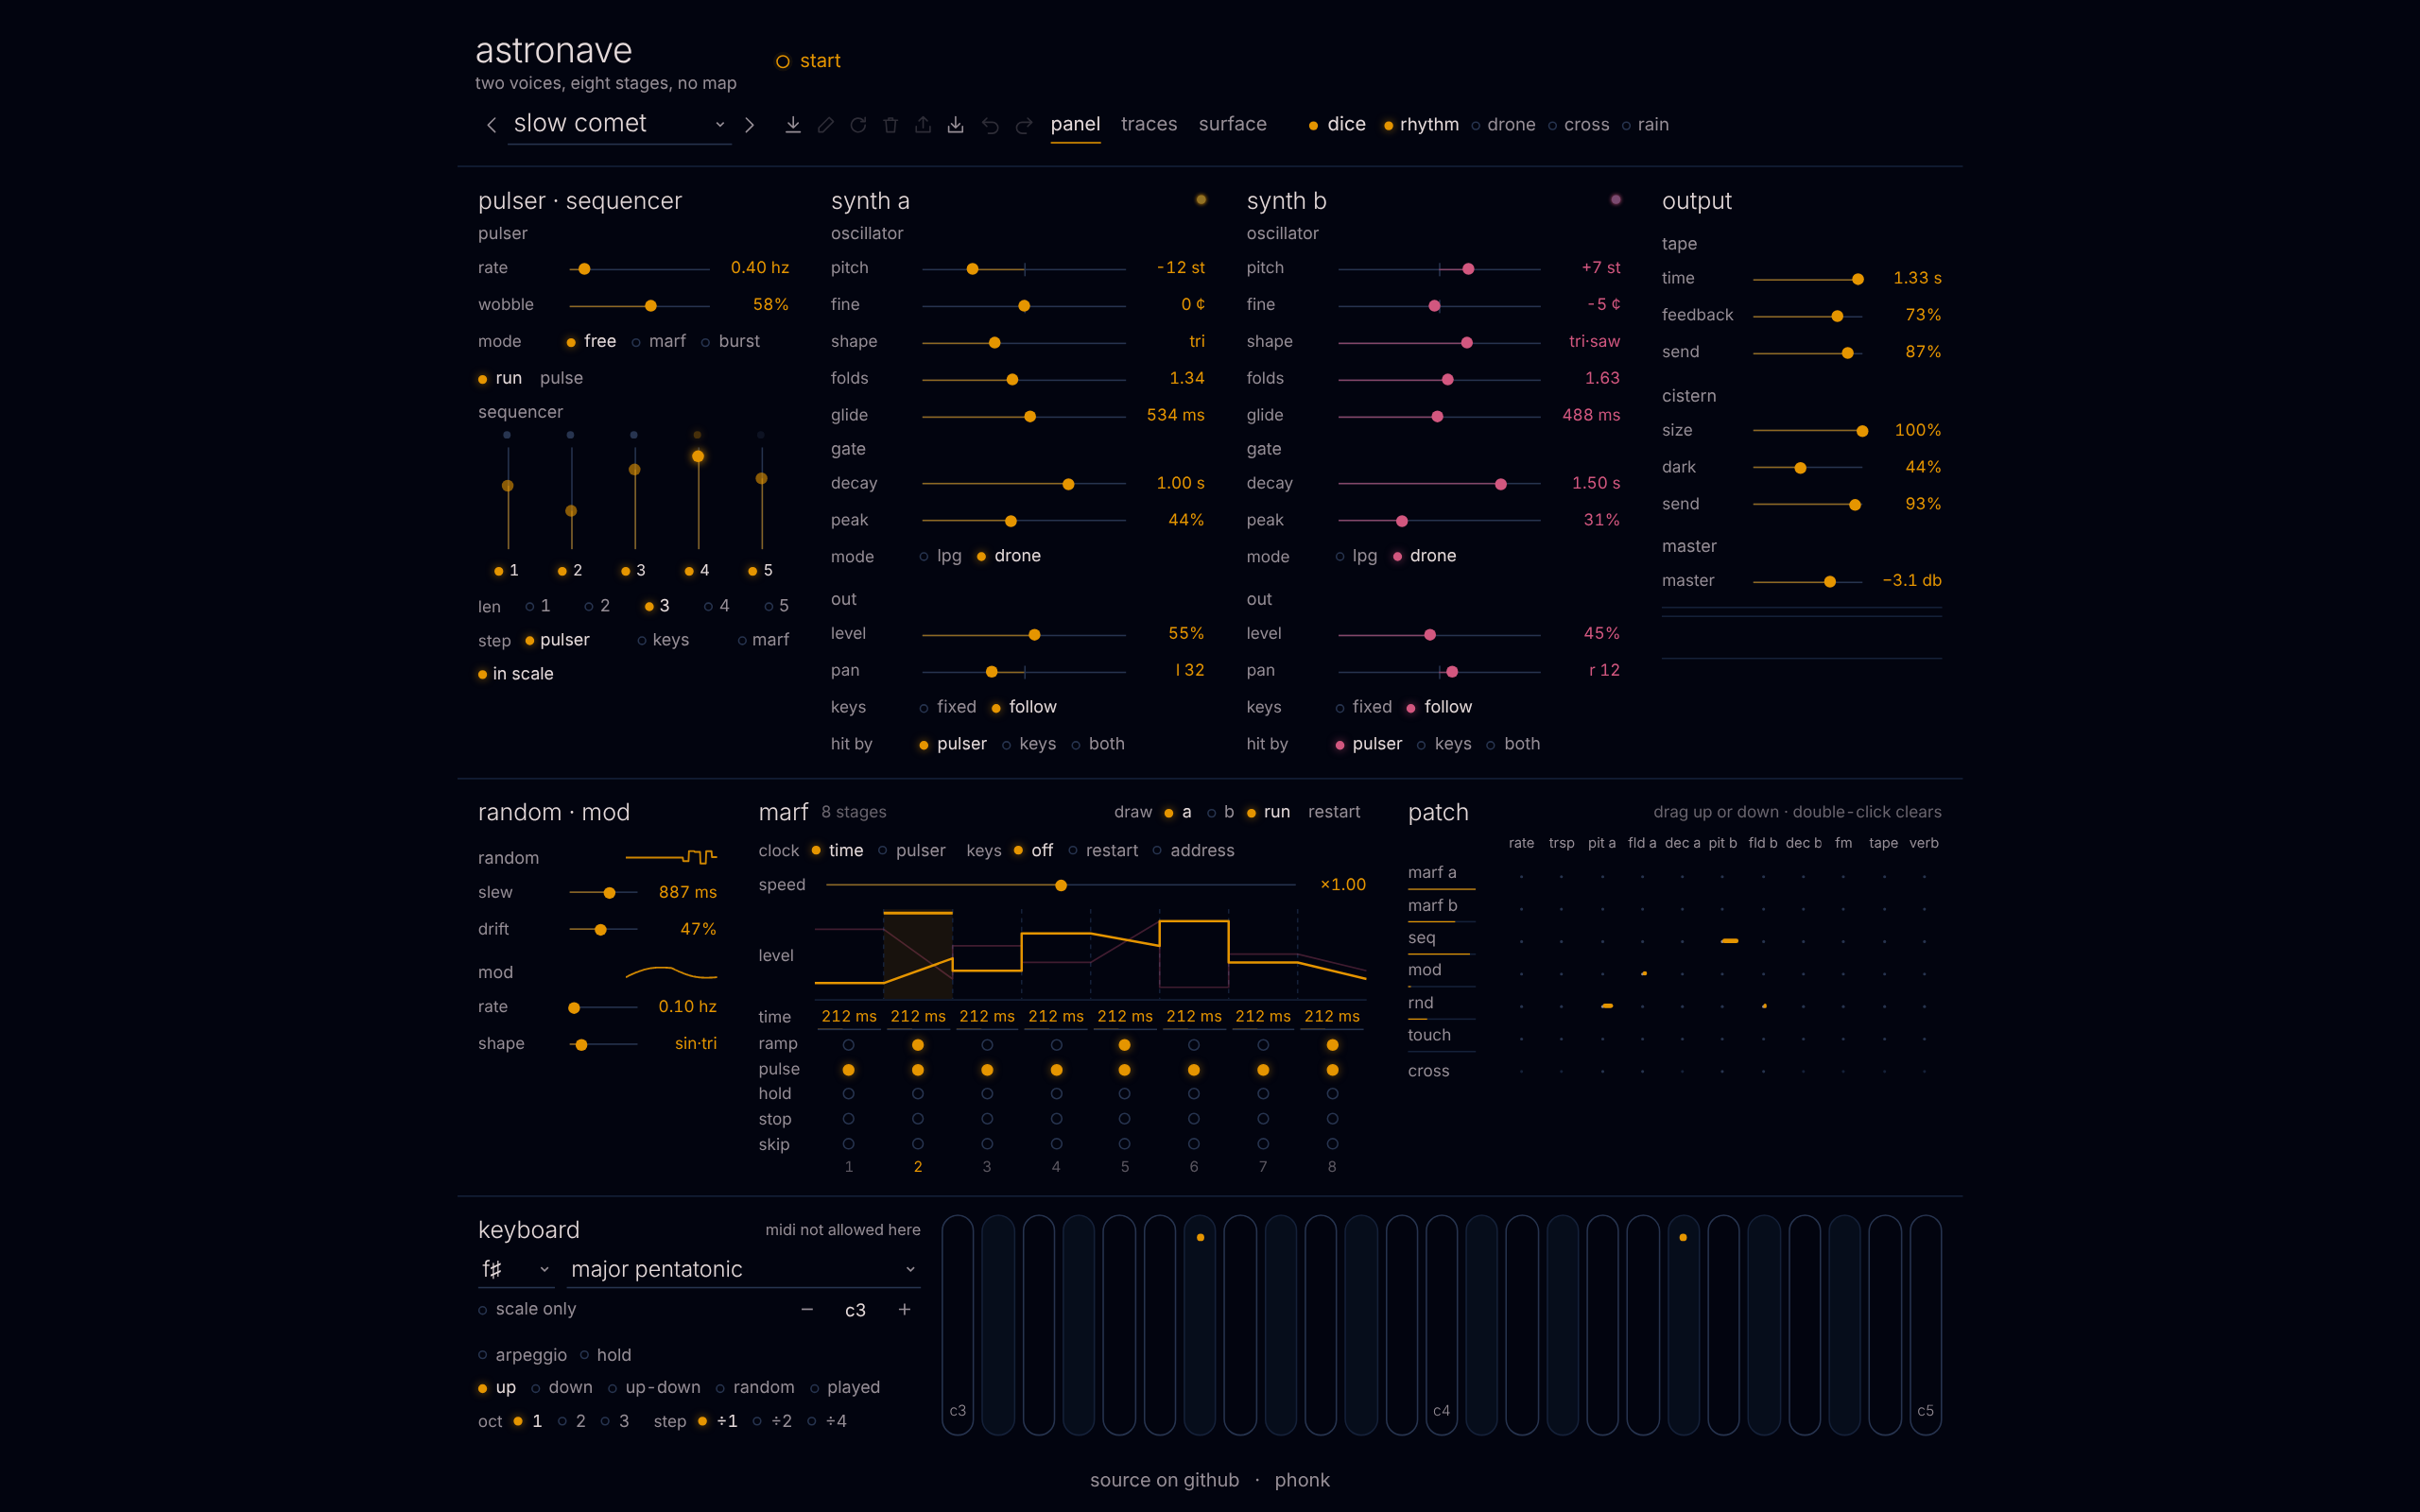 astronave
start
two voices, eight stages, no map
slow comet
panel traces surface dice rhythm drone cross rain
pulser · sequencer
pulser
rate 0.40 hz
wobble 58%
mode free marf burst
run pulse
sequencer
1 2 3 4 5
len 1 2 3 4 5
step pulser keys marf
in scale
synth a
oscillator
pitch -12 st
fine 0 ¢
shape tri
folds 1.34
glide 534 ms
gate
decay 1.00 s
peak 44%
mode lpg drone
out
level 55%
pan l 32
keys fixed follow
hit by pulser keys both
synth b
oscillator
pitch +7 st
fine -5 ¢
shape tri·saw
folds 1.63
glide 488 ms
gate
decay 1.50 s
peak 31%
mode lpg drone
out
level 45%
pan r 12
keys fixed follow
hit by pulser keys both
output
tape
time 1.33 s
feedback 73%
send 87%
cistern
size 100%
dark 44%
send 93%
master
master −3.1 db
random · mod
random
slew 887 ms
drift 47%
mod
rate 0.10 hz
shape sin·tri
marf 8 stages draw a b run restart
clock time pulser keys off restart address
speed ×1.00
level
time 212 ms 212 ms 212 ms 212 ms 212 ms 212 ms 212 ms 212 ms
ramp
pulse
hold
stop
skip
1 2 3 4 5 6 7 8
patch drag up or down · double-click clears
rate trsp pit a fld a dec a pit b fld b dec b fm tape verb
marf a
marf b
seq
mod
rnd
touch
cross
keyboard midi not allowed here
f♯ major pentatonic
scale only − c3 +
arpeggio hold
up down up-down random played
oct 1 2 3 step ÷1 ÷2 ÷4
c3 c4 c5
source on github · phonk